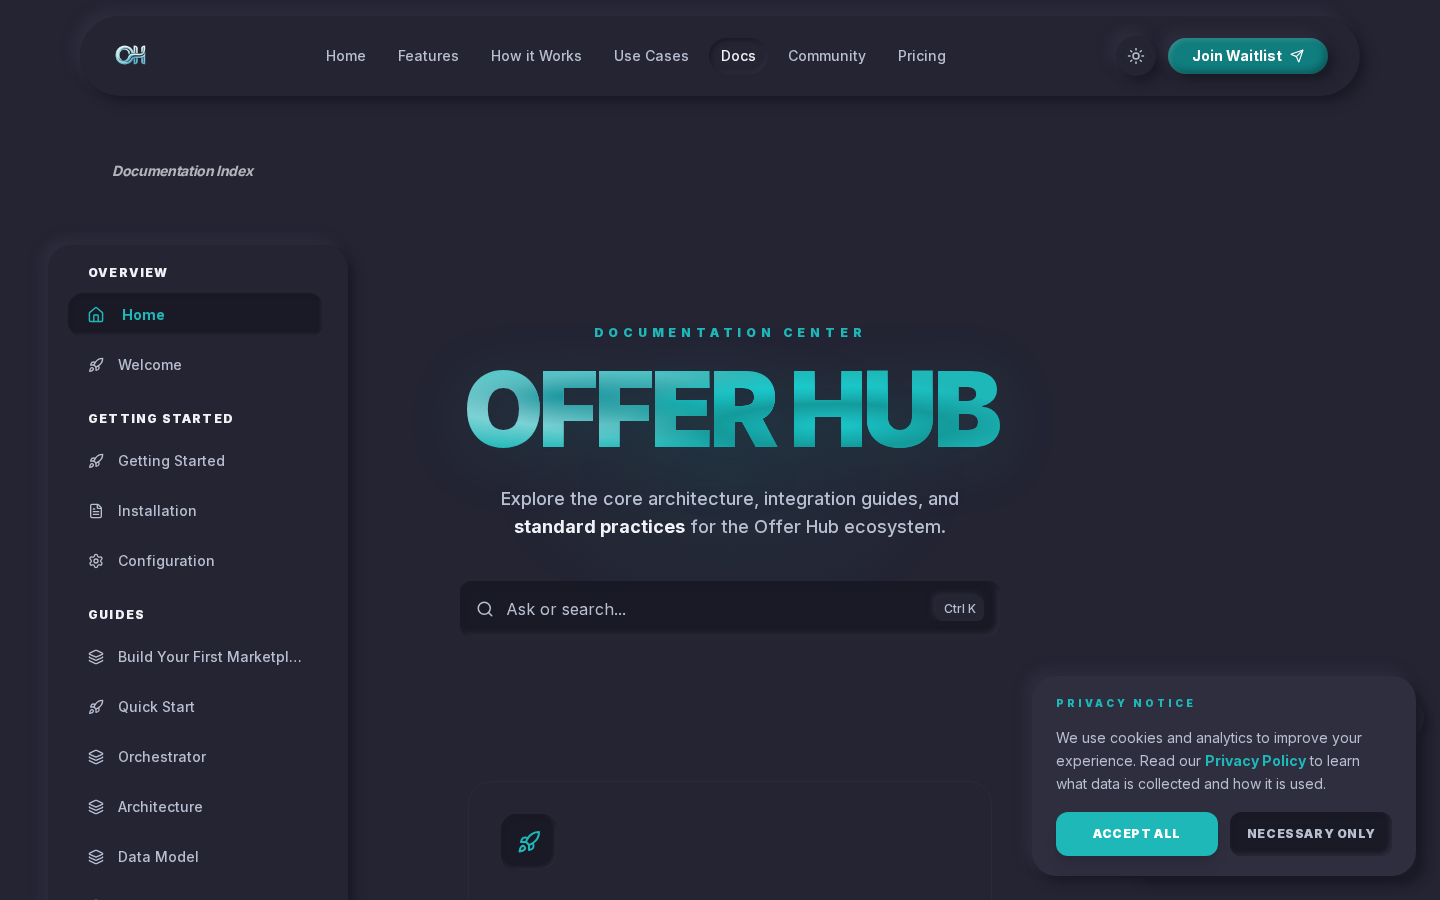 OH
Home
Features
How it Works
Use Cases
Docs
Community
Pricing
Join Waitlist
Documentation Index
OVERVIEW
Home
Welcome
GETTING STARTED
Getting Started
Installation
Configuration
GUIDES
Build Your First Marketpl...
Quick Start
Orchestrator
Architecture
Data Model
DOCUMENTATION CENTER
OFFER HUB
Explore the core architecture, integration guides, and
standard practices for the Offer Hub ecosystem.
Ask or search...
Ctrl K
PRIVACY NOTICE
We use cookies and analytics to improve your
experience. Read our Privacy Policy to learn
what data is collected and how it is used.
ACCEPT ALL
NECESSARY ONLY